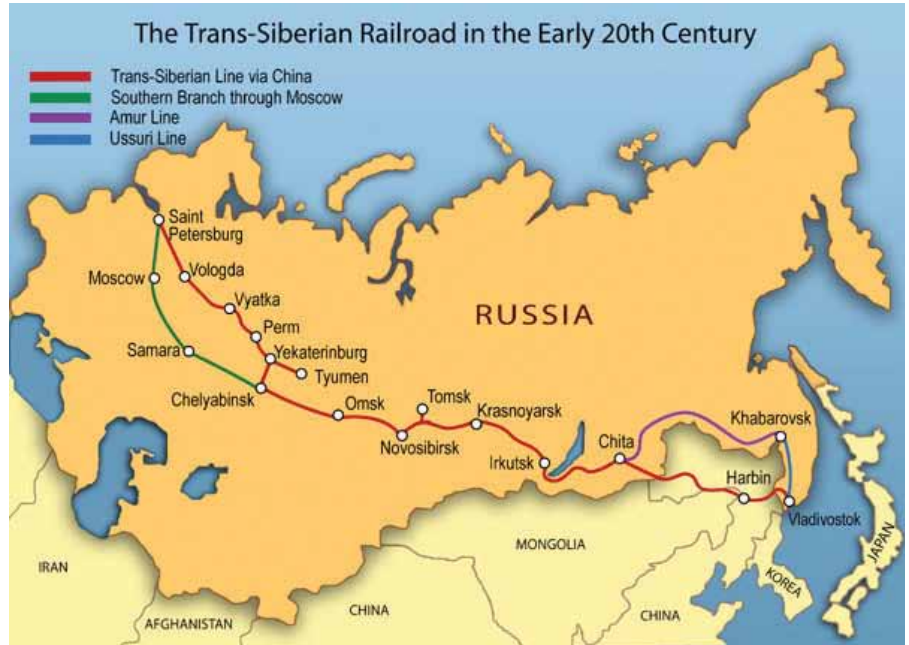 The Trans-Siberian Railroad in the Early 20th Century
Trans-Siberian Line via China
Southern Branch through Moscow
Amur Line
Ussuri Line
Saint
Petersburg
Moscow
Vologda
Vyatka
Perm
Samara
Yekaterinburg
Tyumen
Chelyabinsk
Omsk
Tomsk
Novosibirsk
Krasnoyarsk
RUSSIA
Irkutsk
Chita
Khabarovsk
Harbin
Vladivostok
IRAN
AFGHANISTAN
CHINA
MONGOLIA
CHINA
KOREA
JAPAN